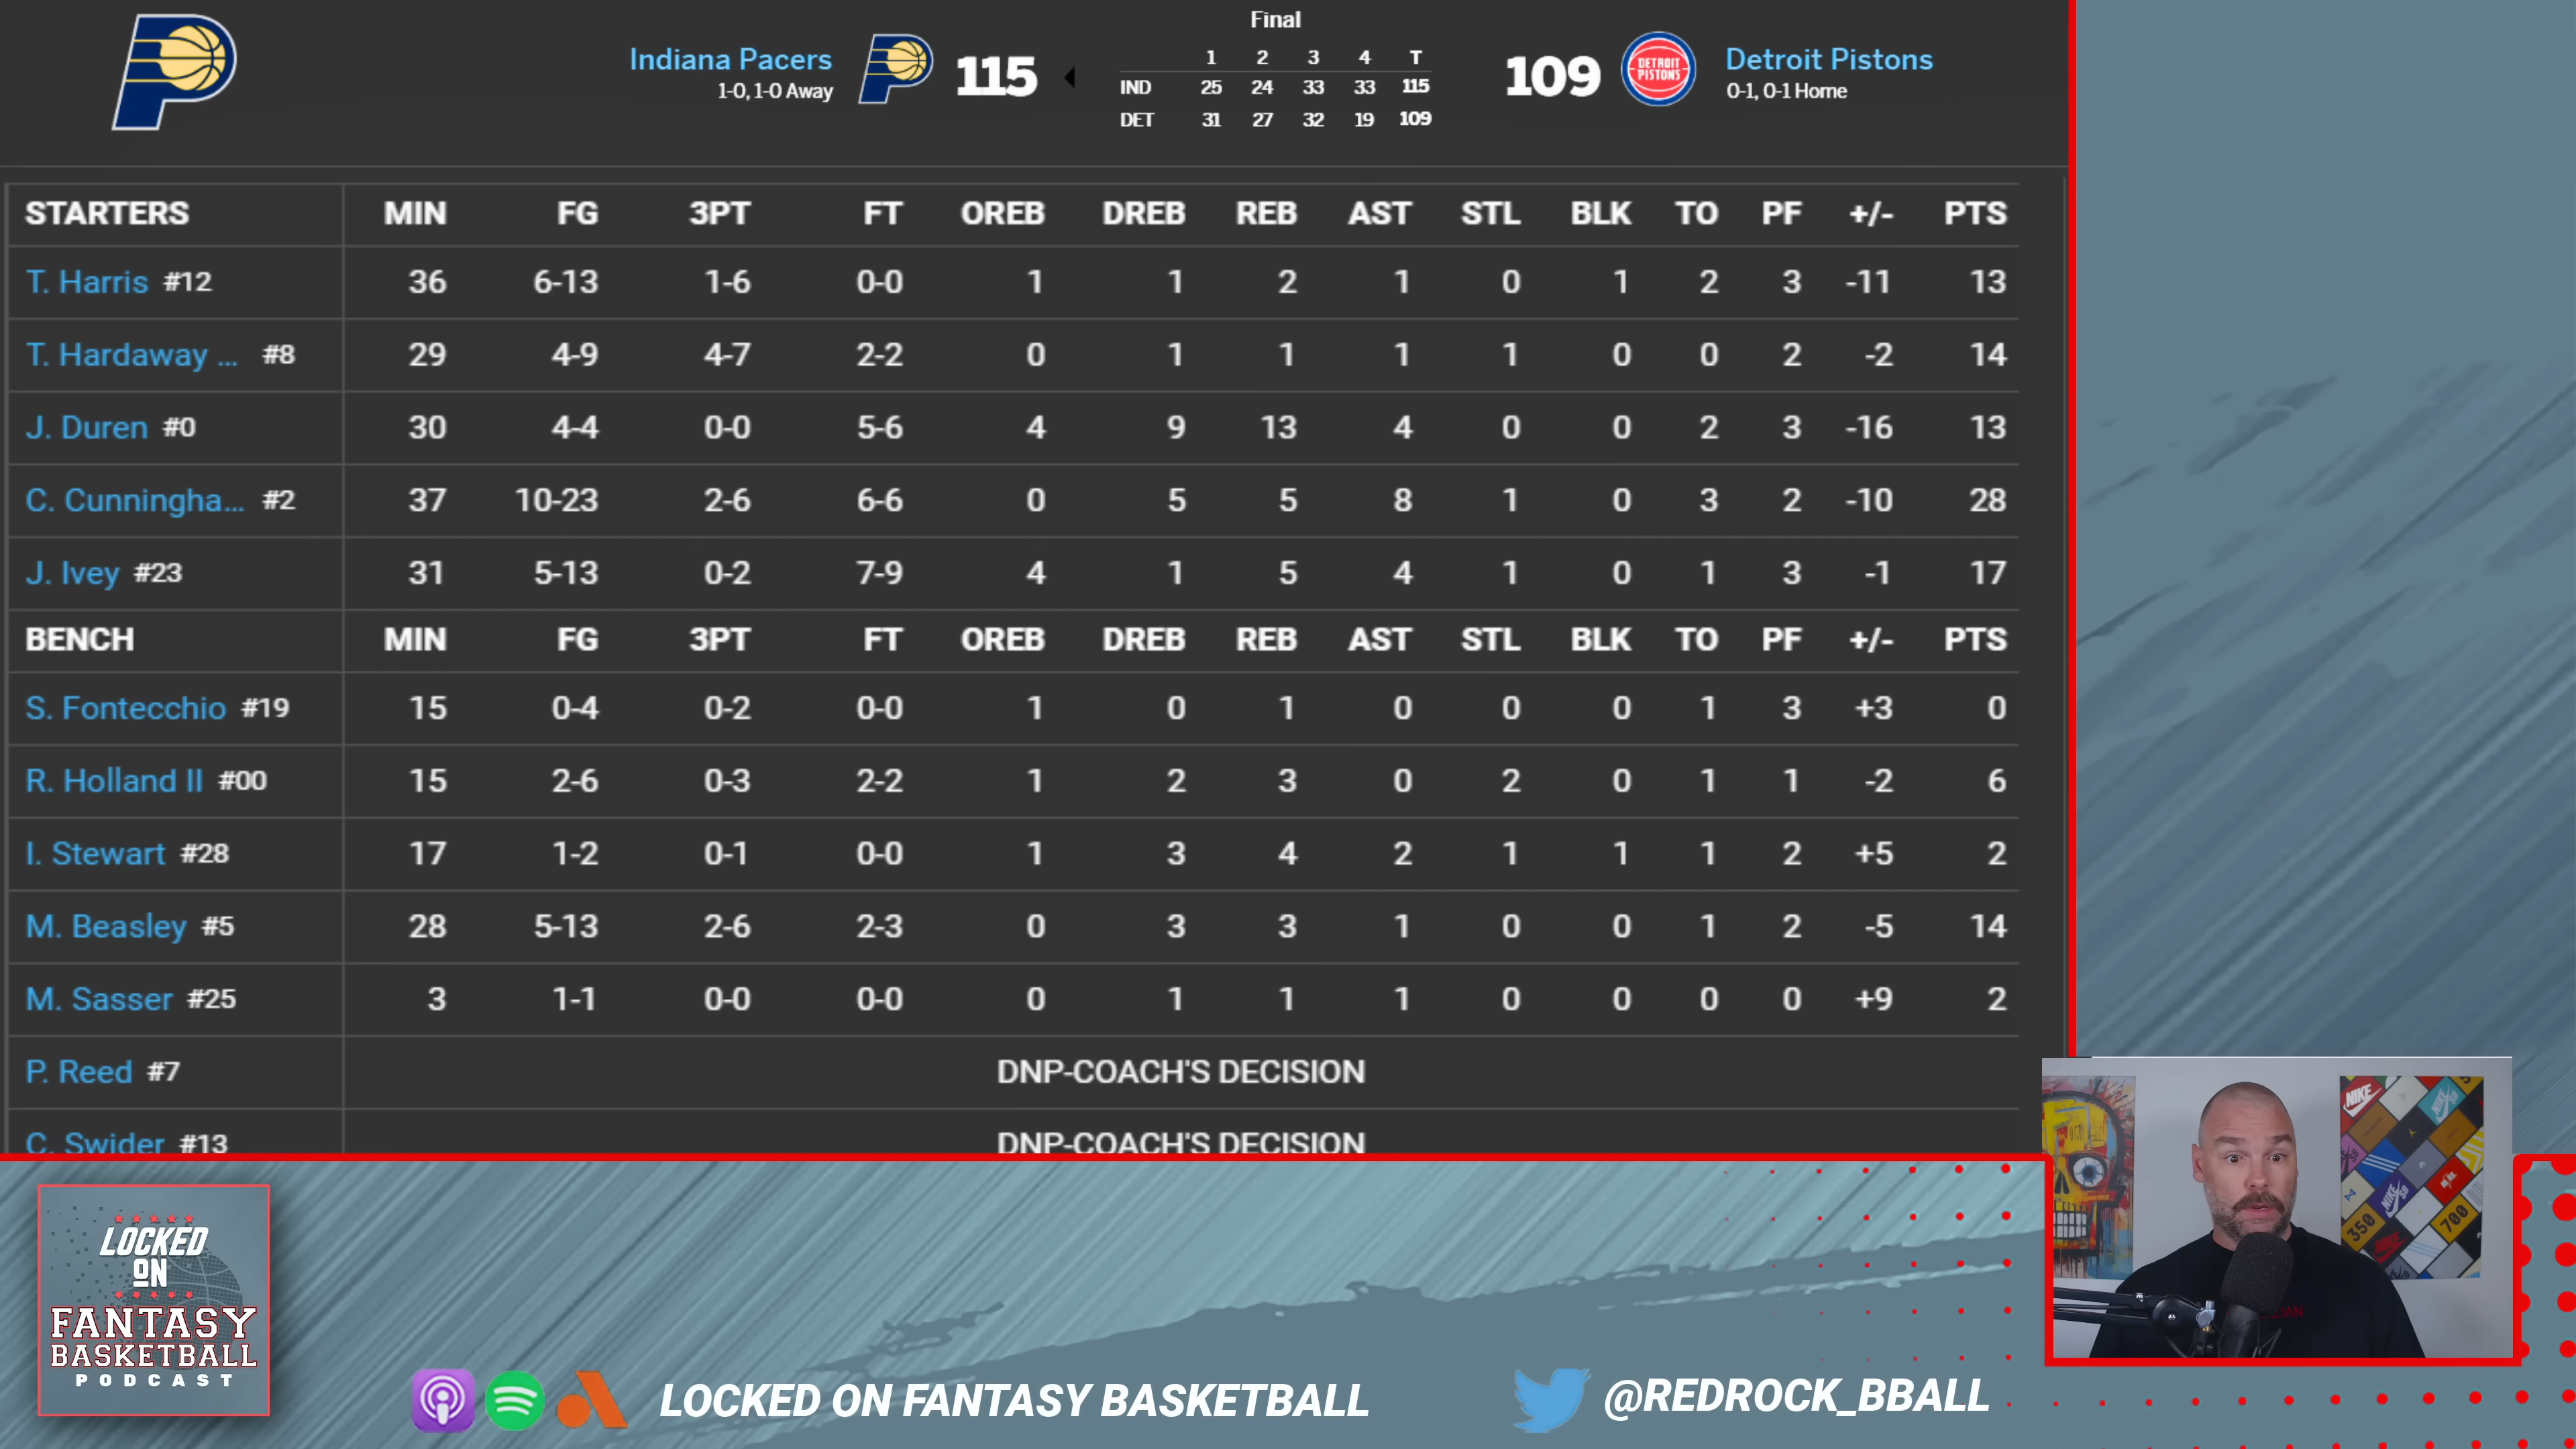 Final
Indiana Pacers
1-0, 1-0 Away
115
1 2 3 4 T
IND 25 24 33 33 115
DET 31 27 32 19 109
109
DETROIT
PISTONS
Detroit Pistons
0-1, 0-1 Home
STARTERS MIN FG 3PT FT OREB DREB REB AST STL BLK TO PF +/- PTS
T. Harris #12 36 6-13 1-6 0-0 1 1 2 1 0 1 2 3 -11 13
T. Hardaway ... #8 29 4-9 4-7 2-2 0 1 1 1 1 0 0 2 -2 14
J. Duren #0 30 4-4 0-0 5-6 4 9 13 4 0 0 2 3 -16 13
C. Cunningha... #2 37 10-23 2-6 6-6 0 5 5 8 1 0 3 2 -10 28
J. Ivey #23 31 5-13 0-2 7-9 4 1 5 4 1 0 1 3 -1 17
BENCH MIN FG 3PT FT OREB DREB REB AST STL BLK TO PF +/- PTS
S. Fontecchio #19 15 0-4 0-2 0-0 1 0 1 0 0 0 1 3 +3 0
R. Holland II #00 15 2-6 0-3 2-2 1 2 3 0 2 0 1 1 -2 6
I. Stewart #28 17 1-2 0-1 0-0 1 3 4 2 1 1 1 2 +5 2
M. Beasley #5 28 5-13 2-6 2-3 0 3 3 1 0 0 1 2 -5 14
M. Sasser #25 3 1-1 0-0 0-0 0 1 1 1 0 0 0 0 +9 2
P. Reed #7 DNP-COACH'S DECISION
C. Swider #13 DNP-COACH'S DECISION
NIKE
NIKE SB
350
700
LOCKED
ON
FANTASY
BASKETBALL
PODCAST
LOCKED ON FANTASY BASKETBALL
@REDROCK_BBALL